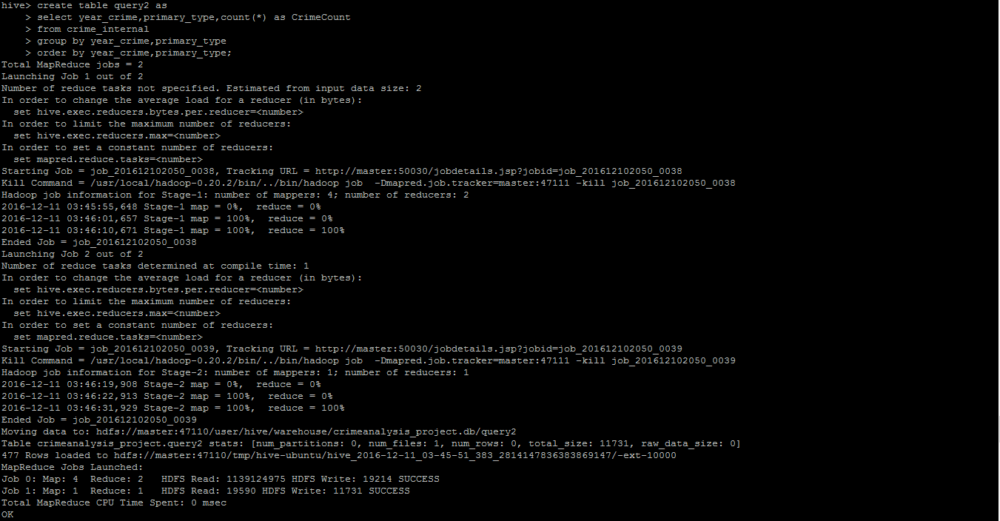 hive> create table query2 as
    > select year_crime,primary_type,count(*) as CrimeCount
    > from crime_internal
    > group by year_crime,primary_type
    > order by year_crime,primary_type;
Total MapReduce jobs = 2
Launching Job 1 out of 2
Number of reduce tasks not specified. Estimated from input data size: 2
In order to change the average load for a reducer (in bytes):
  set hive.exec.reducers.bytes.per.reducer=<number>
In order to limit the maximum number of reducers:
  set hive.exec.reducers.max=<number>
In order to set a constant number of reducers:
  set mapred.reduce.tasks=<number>
Starting Job = job_201612102050_0038, Tracking URL = http://master:50030/jobdetails.jsp?jobid=job_201612102050_0038
Kill Command = /usr/local/hadoop-0.20.2/bin/../bin/hadoop job  -Dmapred.job.tracker=master:47111 -kill job_201612102050_0038
Hadoop job information for Stage-1: number of mappers: 4; number of reducers: 2
2016-12-11 03:45:55,648 Stage-1 map = 0%,  reduce = 0%
2016-12-11 03:46:01,657 Stage-1 map = 100%,  reduce = 0%
2016-12-11 03:46:10,671 Stage-1 map = 100%,  reduce = 100%
Ended Job = job_201612102050_0038
Launching Job 2 out of 2
Number of reduce tasks determined at compile time: 1
In order to change the average load for a reducer (in bytes):
  set hive.exec.reducers.bytes.per.reducer=<number>
In order to limit the maximum number of reducers:
  set hive.exec.reducers.max=<number>
In order to set a constant number of reducers:
  set mapred.reduce.tasks=<number>
Starting Job = job_201612102050_0039, Tracking URL = http://master:50030/jobdetails.jsp?jobid=job_201612102050_0039
Kill Command = /usr/local/hadoop-0.20.2/bin/../bin/hadoop job  -Dmapred.job.tracker=master:47111 -kill job_201612102050_0039
Hadoop job information for Stage-2: number of mappers: 1; number of reducers: 1
2016-12-11 03:46:19,908 Stage-2 map = 0%,  reduce = 0%
2016-12-11 03:46:22,913 Stage-2 map = 100%,  reduce = 0%
2016-12-11 03:46:31,929 Stage-2 map = 100%,  reduce = 100%
Ended Job = job_201612102050_0039
Moving data to: hdfs://master:47110/user/hive/warehouse/crimeanalysis_project.db/query2
Table crimeanalysis_project.query2 stats: [num_partitions: 0, num_files: 1, num_rows: 0, total_size: 11731, raw_data_size: 0]
477 Rows loaded to hdfs://master:47110/tmp/hive-ubuntu/hive_2016-12-11_03-45-51_383_2814147836383869147/-ext-10000
MapReduce Jobs Launched:
Job 0: Map: 4  Reduce: 2   HDFS Read: 1139124975 HDFS Write: 19214 SUCCESS
Job 1: Map: 1  Reduce: 1   HDFS Read: 19590 HDFS Write: 11731 SUCCESS
Total MapReduce CPU Time Spent: 0 msec
OK